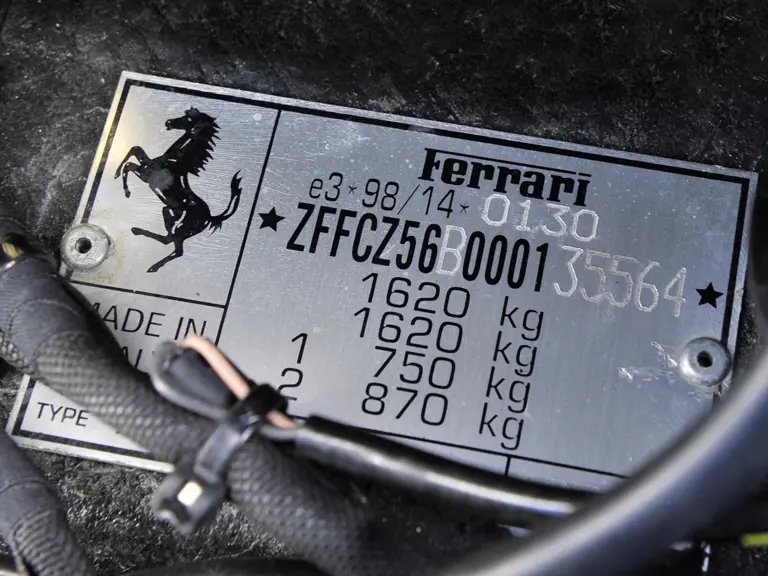 Ferrari
e3*98/14*0130
★ZFFCZ56B000135564★
1620 kg
1620 kg
1 750 kg
2 870 kg
MADE IN
TYPE